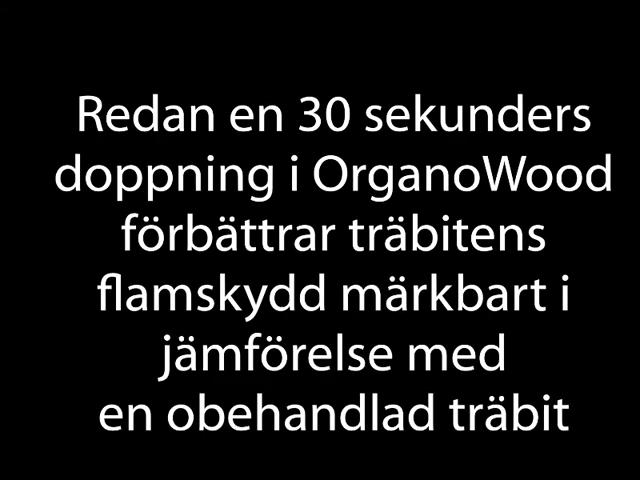 Redan en 30 sekunders
doppning i OrganoWood
förbättrar träbitens
flamskydd märkbart i
jämförelse med
en obehandlad träbit